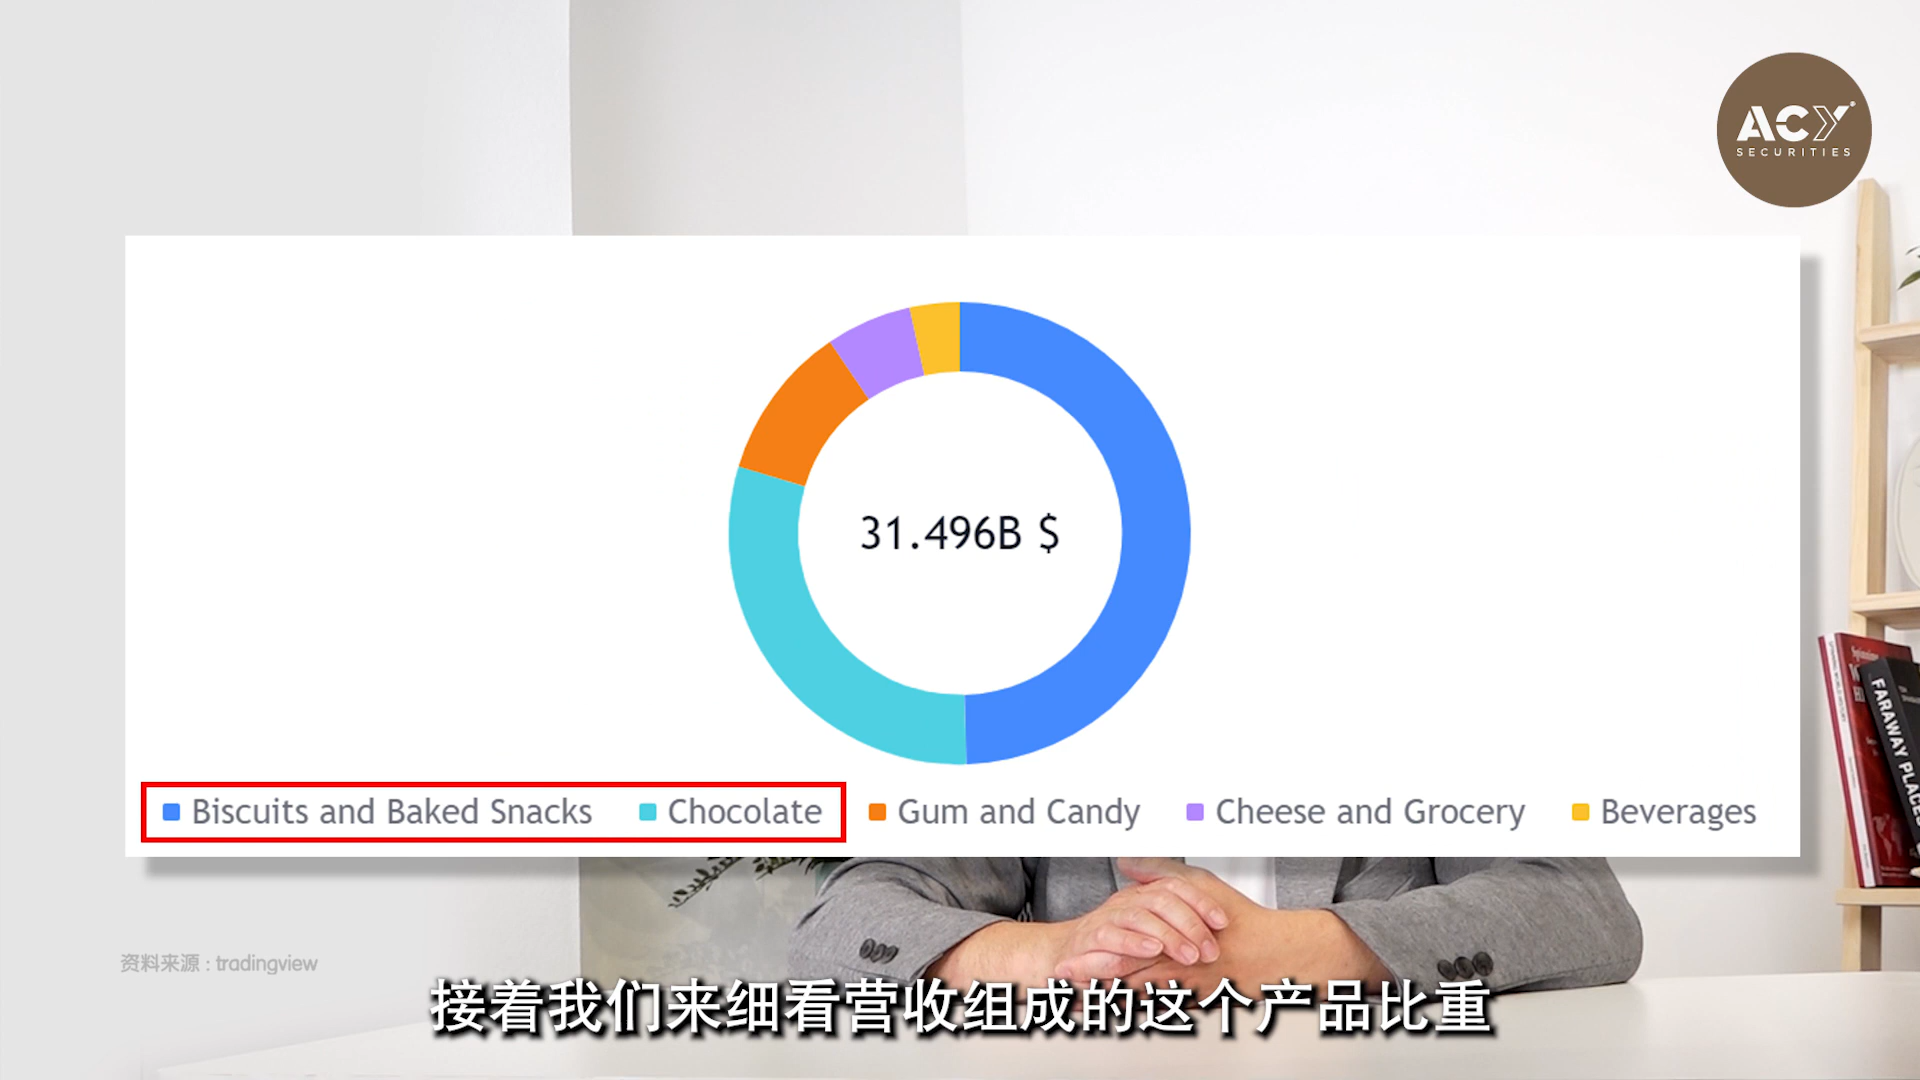 ACY
SECURITIES
31.496B $
Biscuits and Baked Snacks Chocolate Gum and Candy Cheese and Grocery Beverages
FARAWAY PLACES
资料来源 : tradingview
接着我们来细看营收组成的这个产品比重